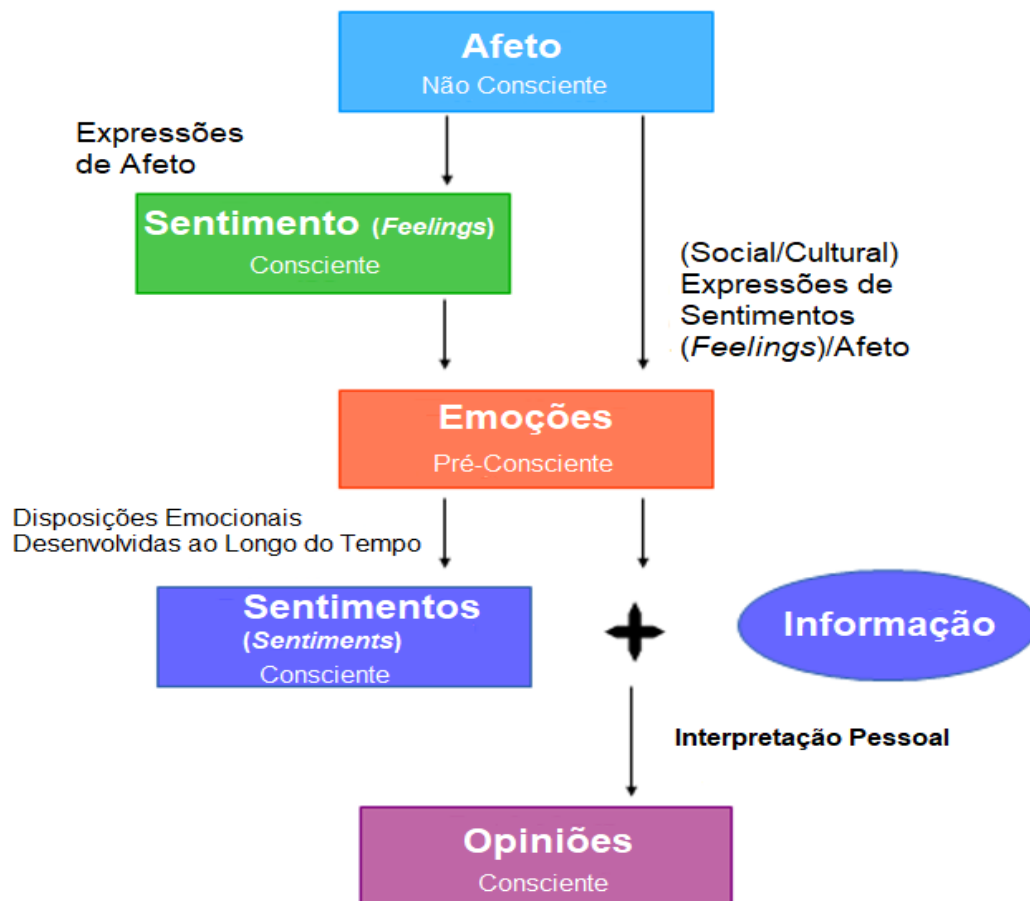 Afeto
Não Consciente
Expressões
de Afeto
Sentimento (Feelings)
Consciente
(Social/Cultural)
Expressões de
Sentimentos
(Feelings)/Afeto
Emoções
Pré-Consciente
Disposições Emocionais
Desenvolvidas ao Longo do Tempo
Sentimentos
(Sentiments)
Consciente
Informação
Interpretação Pessoal
Opiniões
Consciente